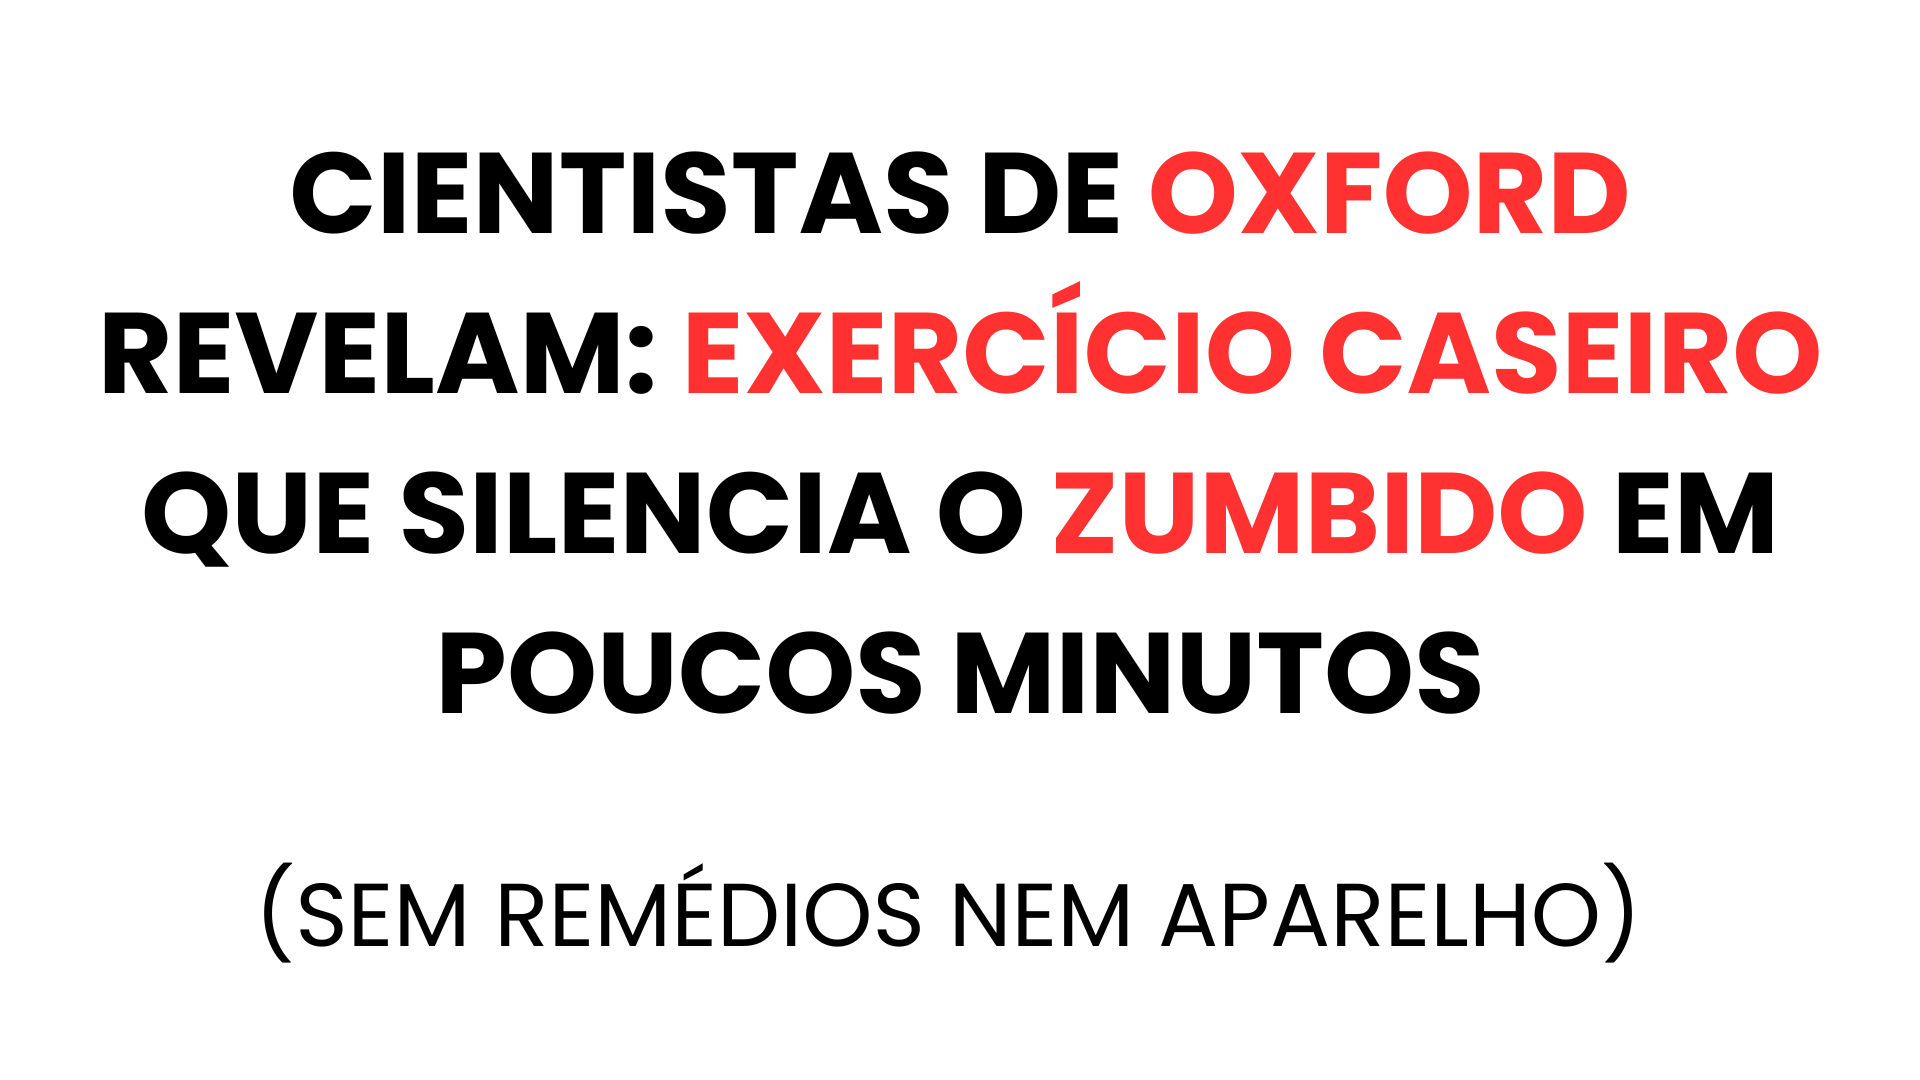 CIENTISTAS DE OXFORD
REVELAM: EXERCÍCIO CASEIRO
QUE SILENCIA O ZUMBIDO EM
POUCOS MINUTOS
(SEM REMÉDIOS NEM APARELHO)